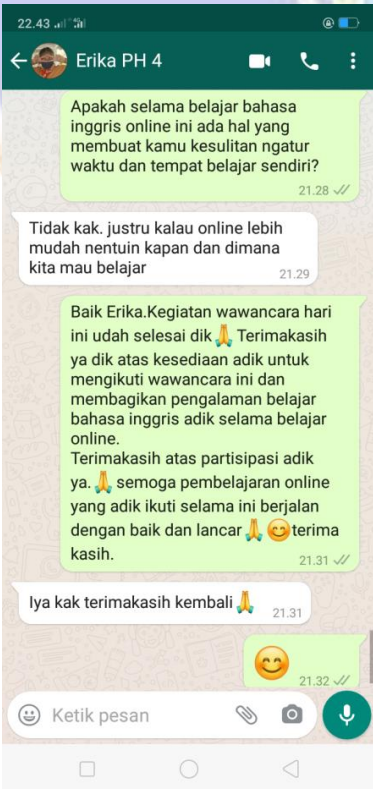 22.43
Erika PH 4
Apakah selama belajar bahasa
inggris online ini ada hal yang
membuat kamu kesulitan ngatur
waktu dan tempat belajar sendiri?
21.28
Tidak kak. justru kalau online lebih
mudah nentuin kapan dan dimana
kita mau belajar
21.29
Baik Erika.Kegiatan wawancara hari
ini udah selesai dik🙏 Terimakasih
ya dik atas kesediaan adik untuk
mengikuti wawancara ini dan
membagikan pengalaman belajar
bahasa inggris adik selama belajar
online.
Terimakasih atas partisipasi adik
ya.🙏 semoga pembelajaran online
yang adik ikuti selama ini berjalan
dengan baik dan lancar🙏😊terima
kasih.
21.31
Iya kak terimakasih kembali🙏
21.31
😊
21.32
Ketik pesan